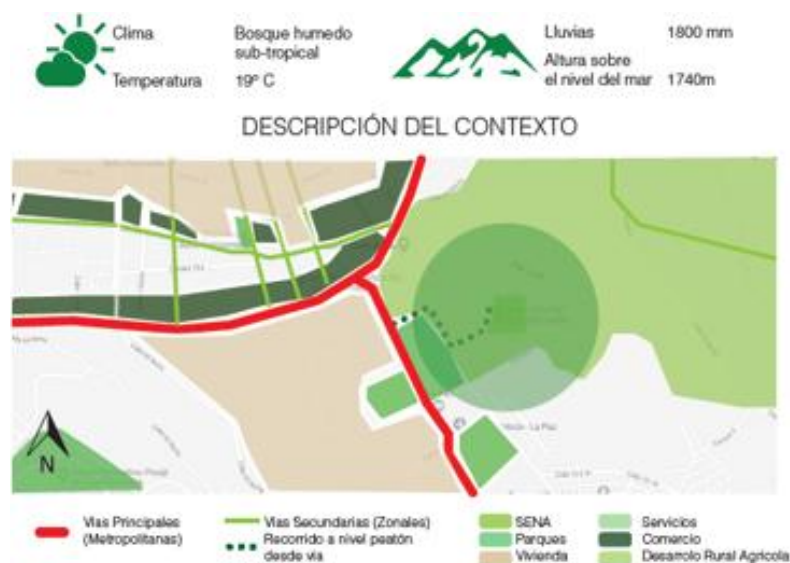 Clima
Bosque humedo
sub-tropical
Temperatura
19º C
Lluvias
1800 mm
Altura sobre
el nivel del mar
1740m
DESCRIPCIÓN DEL CONTEXTO
N
Vias Principales
(Metropolitanas)
Vias Secundarias (Zonales)
Recorrido a nivel peatón
desde via
SENA
Parques
Vivienda
Servicios
Comercio
Desarrolo Rural Agricola